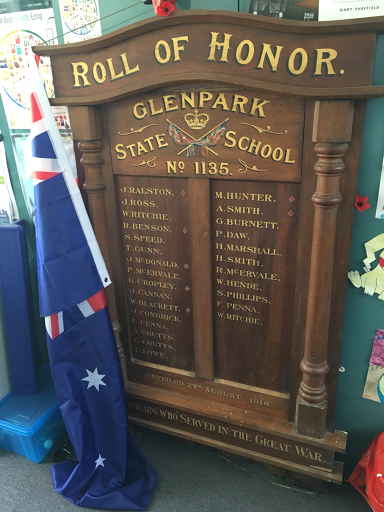 GARY SHEFFIELD
ROLL OF HONOR.
GLENPARK
STATE SCHOOL
No 1135.
J. RALSTON,
J. ROSS,
W. RITCHIE,
R. BENSON,
S. SPEED,
T. GUNN,
J. McDONALD,
P. McERVALE,
G. CROPLEY,
J. CANNAN,
W. BLACKETT,
J. CONDRICK,
E. PENNA,
A. COUTTS,
C. COUTTS,
C. LOWE,
M. HUNTER,
A. SMITH,
G. BURNETT,
P. DAW,
H. MARSHALL,
H. SMITH,
R. McERVALE,
W. HENDE,
S. PHILLIPS,
F. PENNA,
W. RITCHIE,
UNVEILED AUGUST, 1918
WHO SERVED IN THE GREAT WAR.